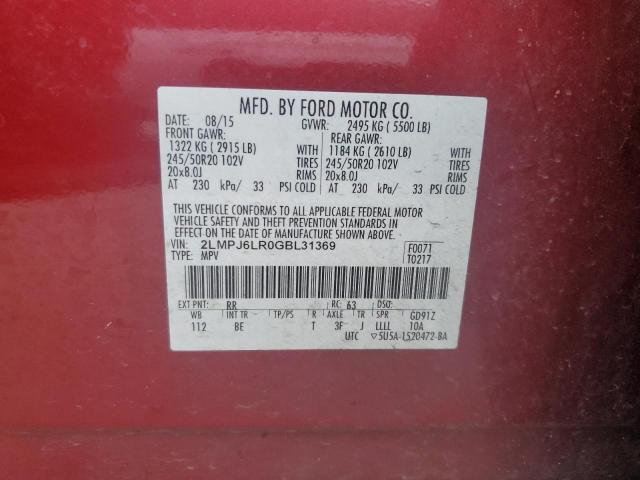 MFD. BY FORD MOTOR CO.
DATE: 08/15 GVWR: 2495 KG ( 5500 LB)
FRONT GAWR: REAR GAWR:
1322 KG ( 2915 LB) WITH 1184 KG ( 2610 LB) WITH
245/50R20 102V TIRES 245/50R20 102V TIRES
20x8.0J RIMS 20x8.0J RIMS
AT 230 kPa/ 33 PSI COLD AT 230 kPa/ 33 PSI COLD
THIS VEHICLE CONFORMS TO ALL APPLICABLE FEDERAL MOTOR
VEHICLE SAFETY AND THEFT PREVENTION STANDARDS IN
EFFECT ON THE DATE OF MANUFACTURE SHOWN ABOVE.
VIN: 2LMPJ6LR0GBL31369 F0071
TYPE: MPV T0217
EXT PNT: RR RC: 63 DSO:
WB INT TR TP/PS R AXLE TR SPR GD91Z
112 BE T 3F J LLLL 10A
UTC 5U5A-1520472-BA